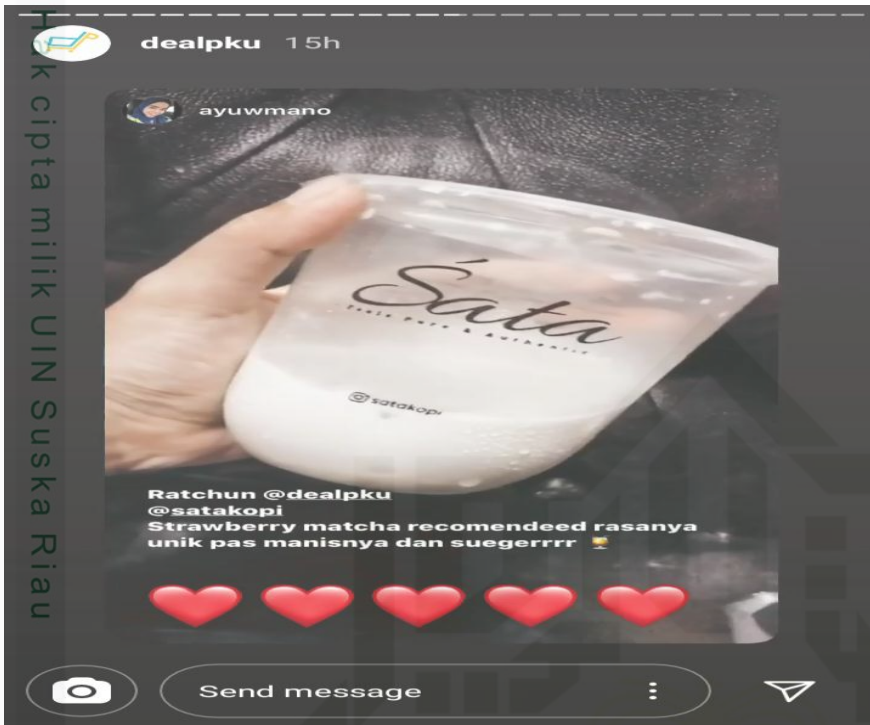 dealpku 15h
ayuwmano
Śata
satakopi
Ratchun @dealpku
@satakopi
Strawberry matcha recomendeed rasanya
unik pas manisnya dan suegerrrr
Send message
cipta milik UIN Suska Riau